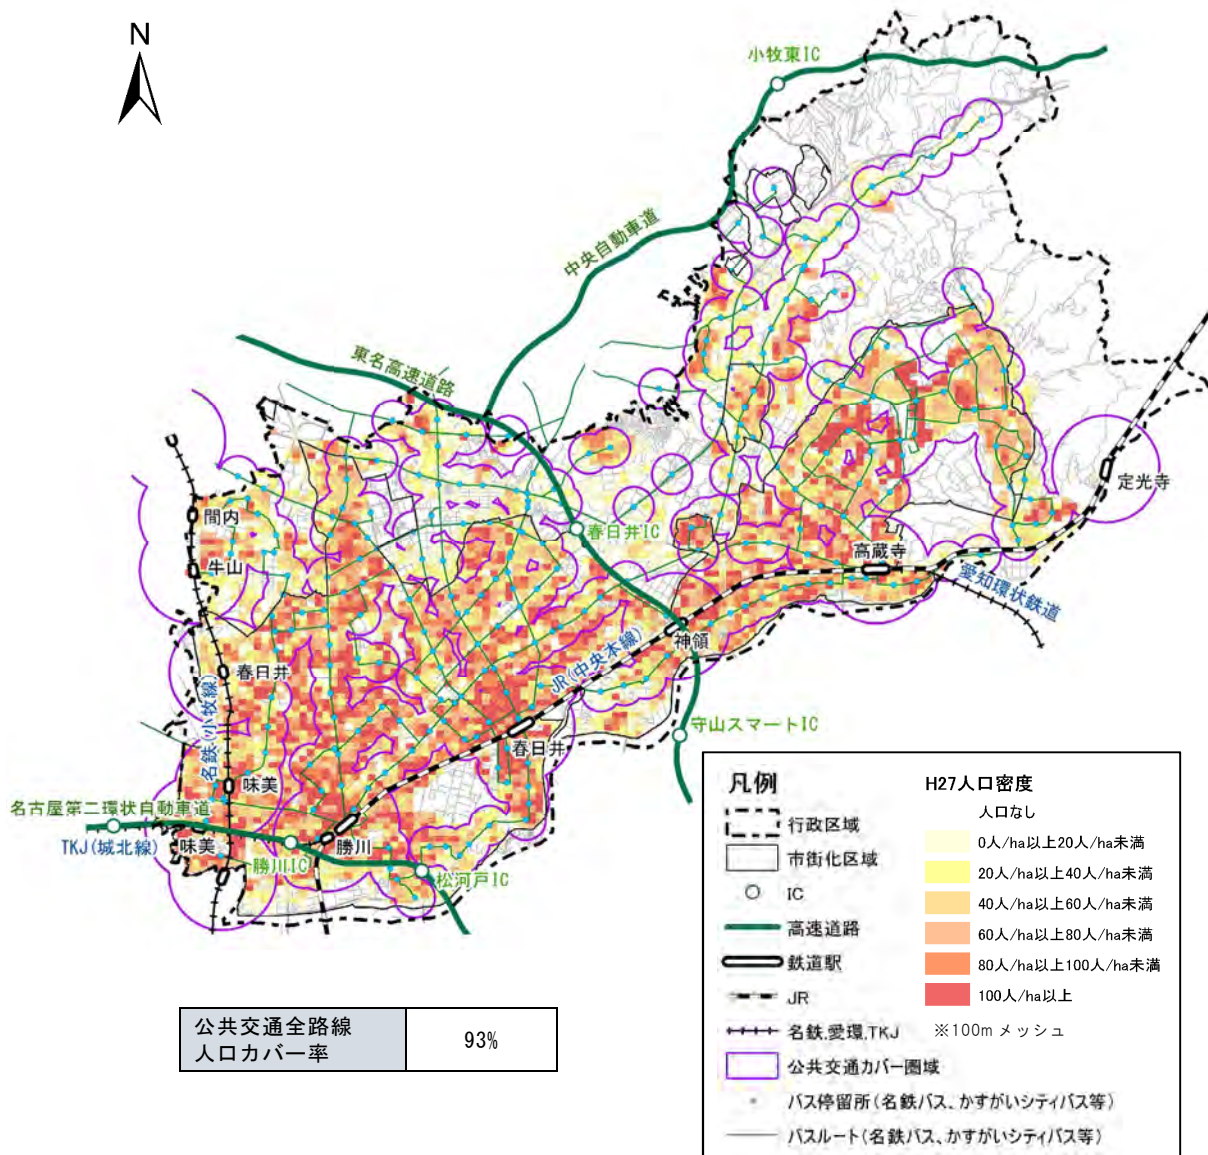 N
小牧東IC
中央自動車道
東名高速道路
定光寺
間内
春日井IC
牛山
高蔵寺
愛知環状鉄道
神領
JR(中央本線)
春日井
名鉄(小牧線)
守山スマートIC
春日井
味美
名古屋第二環状自動車道
TKJ(城北線)
味美
勝川IC
勝川
松河戸IC
凡例
行政区域
市街化区域
IC
高速道路
鉄道駅
JR
名鉄,愛環,TKJ
公共交通カバー圏域
バス停留所(名鉄バス、かすがいシティバス等)
バスルート(名鉄バス、かすがいシティバス等)
H27人口密度
人口なし
0人/ha以上20人/ha未満
20人/ha以上40人/ha未満
40人/ha以上60人/ha未満
60人/ha以上80人/ha未満
80人/ha以上100人/ha未満
100人/ha以上
※100m メッシュ
公共交通全路線
人口カバー率
93%